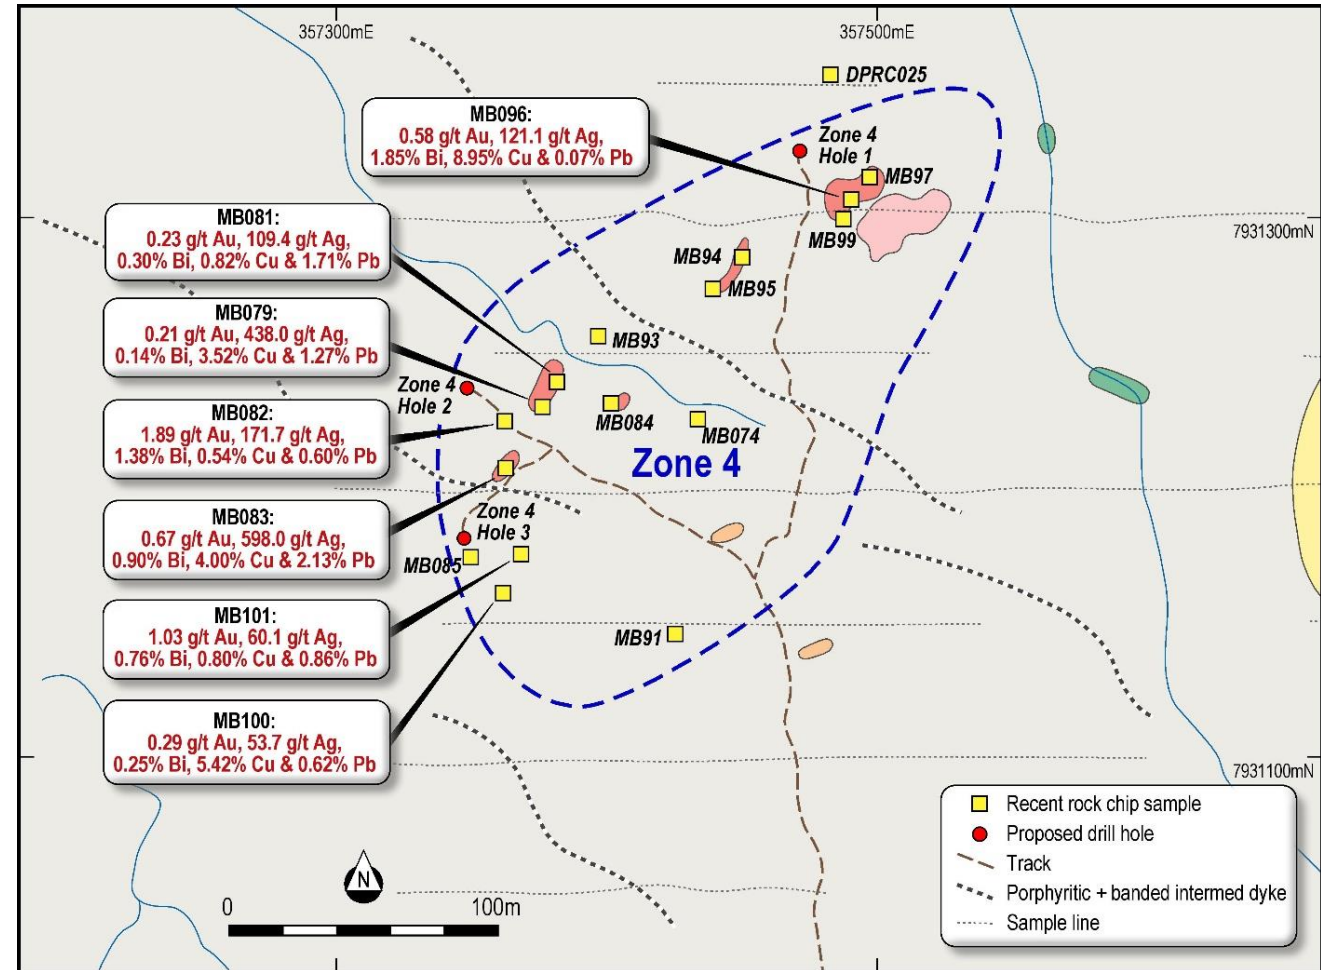 357300mE
357500mE
DPRC025
MB096:
0.58 g/t Au, 121.1 g/t Ag,
1.85% Bi, 8.95% Cu & 0.07% Pb
Zone 4
Hole 1
MB97
MB081:
0.23 g/t Au, 109.4 g/t Ag,
0.30% Bi, 0.82% Cu & 1.71% Pb
MB99
7931300mN
MB94
MB95
MB079:
0.21 g/t Au, 438.0 g/t Ag,
0.14% Bi, 3.52% Cu & 1.27% Pb
MB93
Zone 4
Hole 2
MB082:
1.89 g/t Au, 171.7 g/t Ag,
1.38% Bi, 0.54% Cu & 0.60% Pb
MB084
MB074
Zone 4
MB083:
0.67 g/t Au, 598.0 g/t Ag,
0.90% Bi, 4.00% Cu & 2.13% Pb
Zone 4
Hole 3
MB085
MB101:
1.03 g/t Au, 60.1 g/t Ag,
0.76% Bi, 0.80% Cu & 0.86% Pb
MB91
MB100:
0.29 g/t Au, 53.7 g/t Ag,
0.25% Bi, 5.42% Cu & 0.62% Pb
7931100mN
Recent rock chip sample
Proposed drill hole
Track
Porphyritic + banded intermed dyke
Sample line
N
0 100m